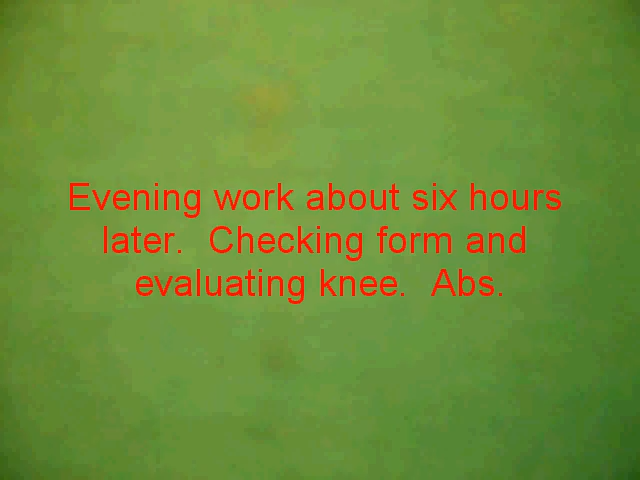 Evening work about six hours
later.  Checking form and
evaluating knee.  Abs.